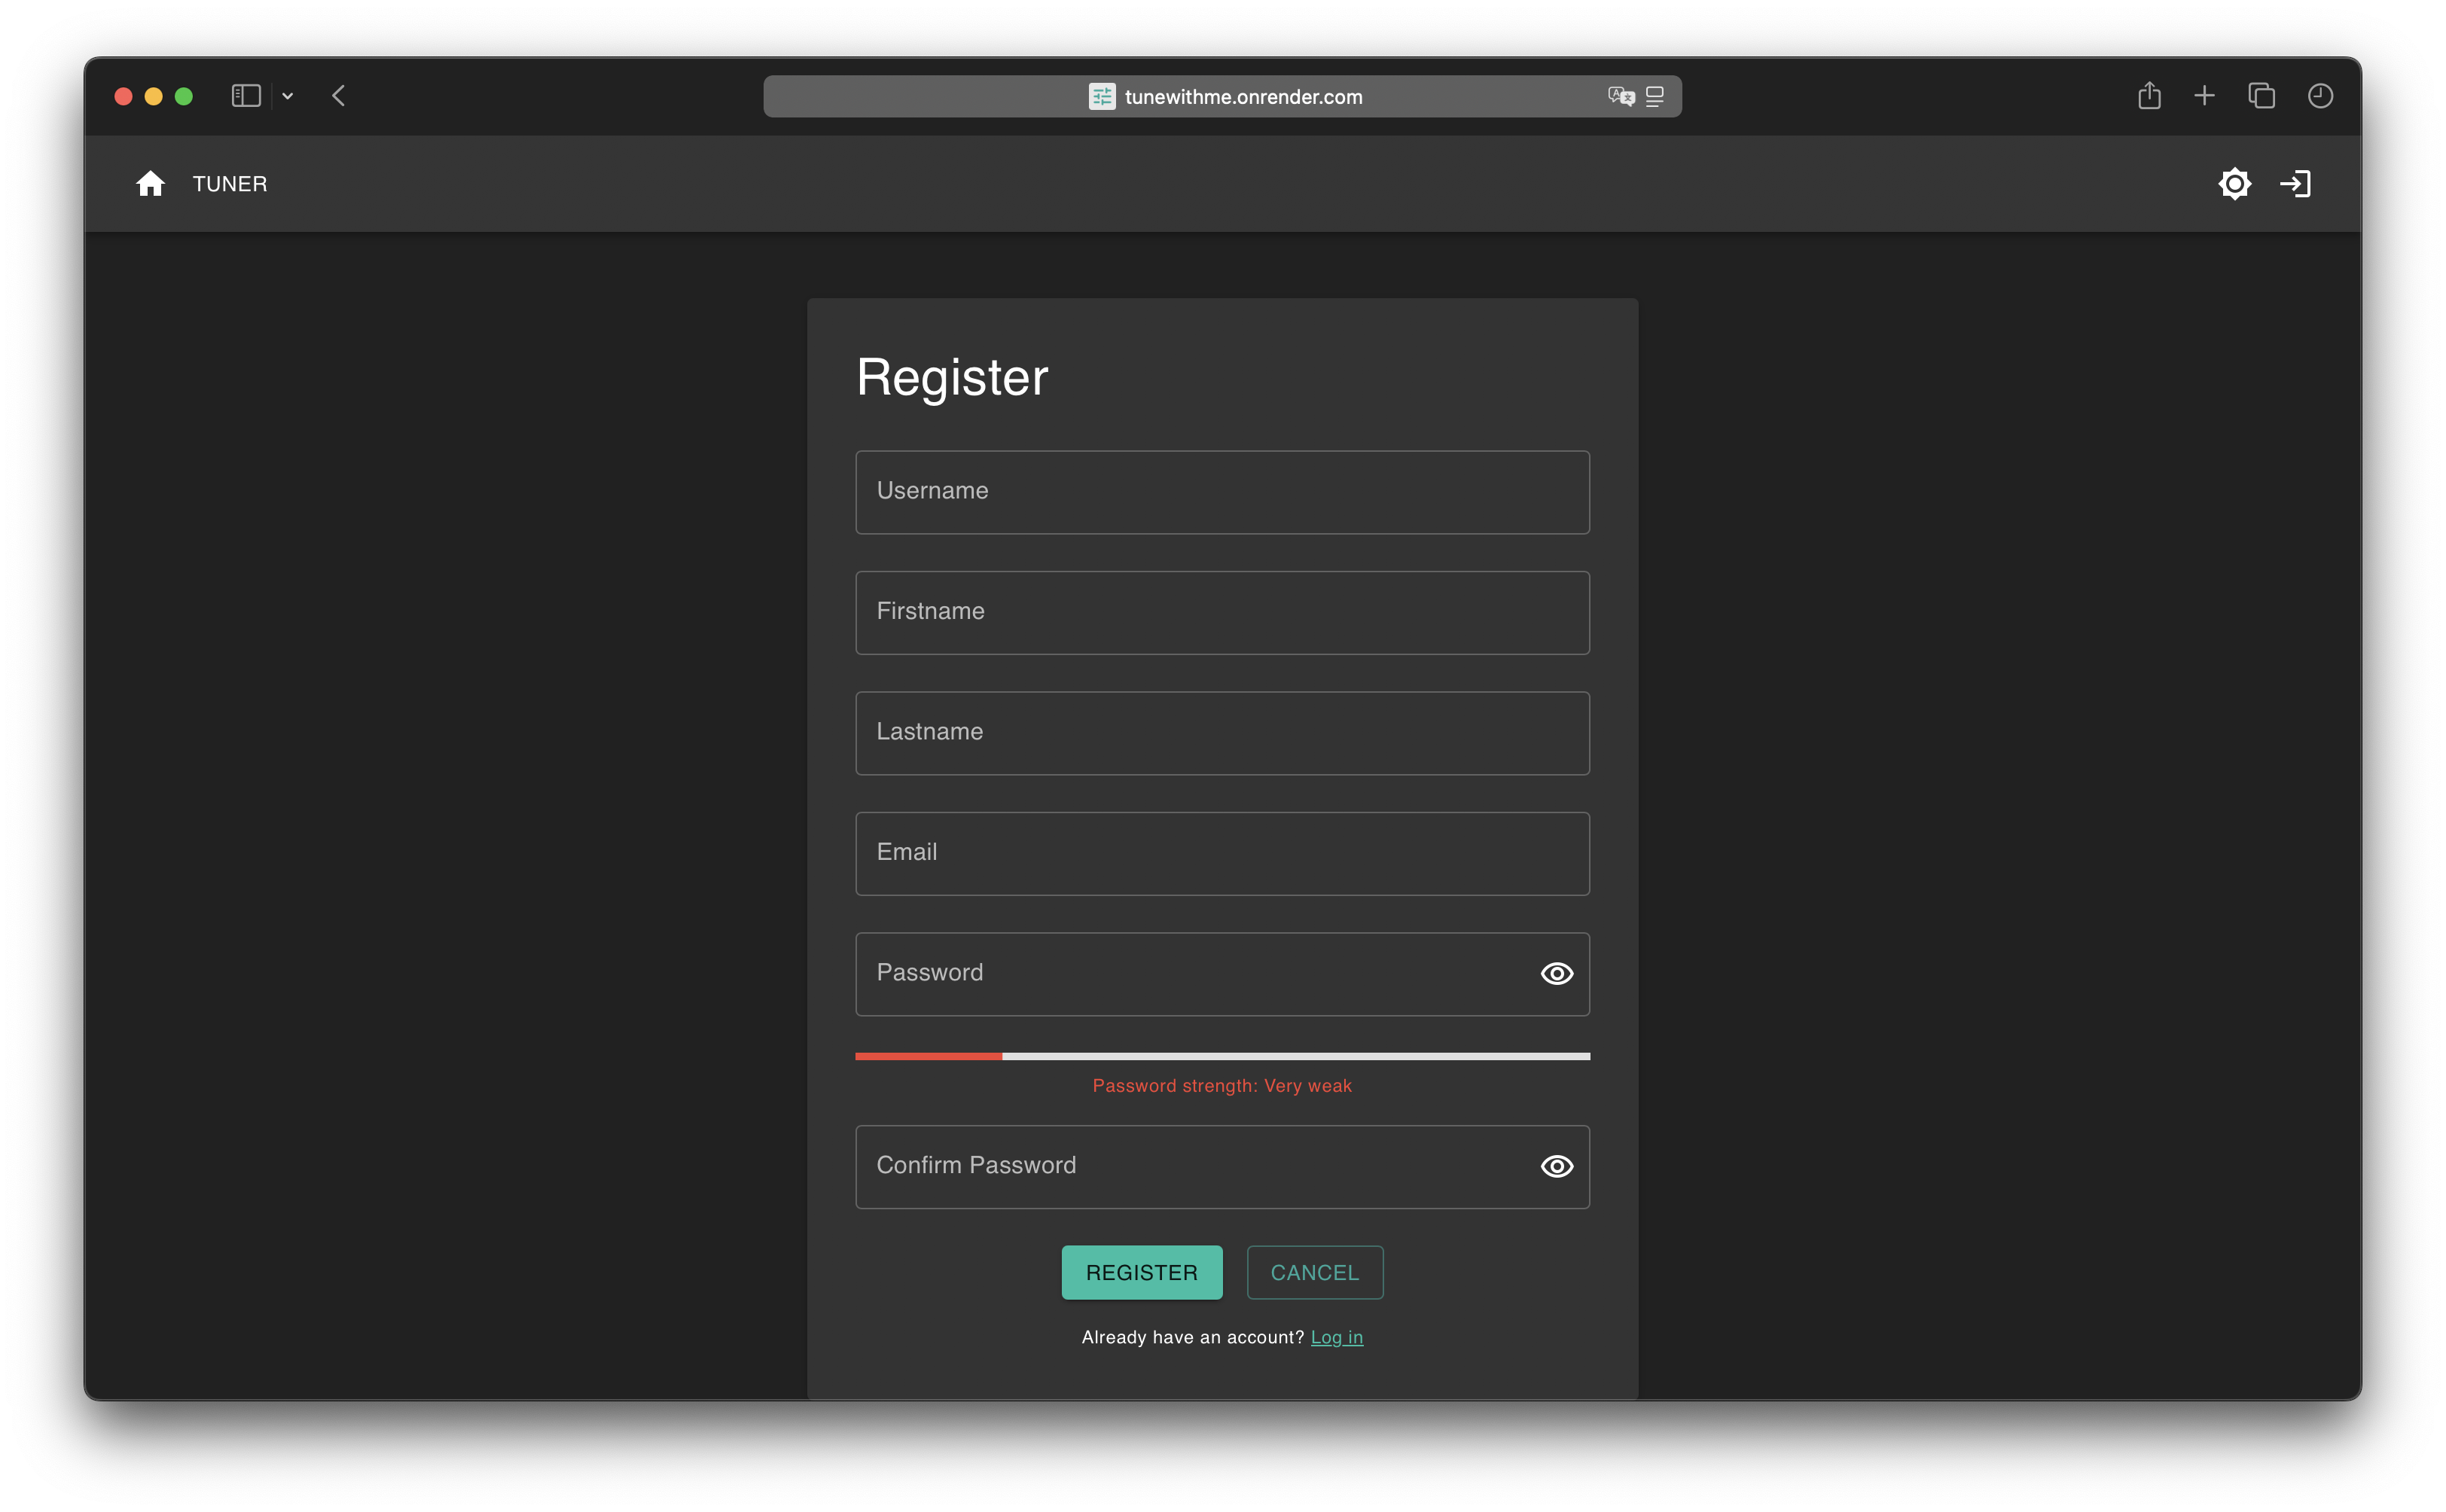 tunewithme.onrender.com
TUNER
Register
Username
Firstname
Lastname
Email
Password
Password strength: Very weak
Confirm Password
REGISTER CANCEL
Already have an account? Log in